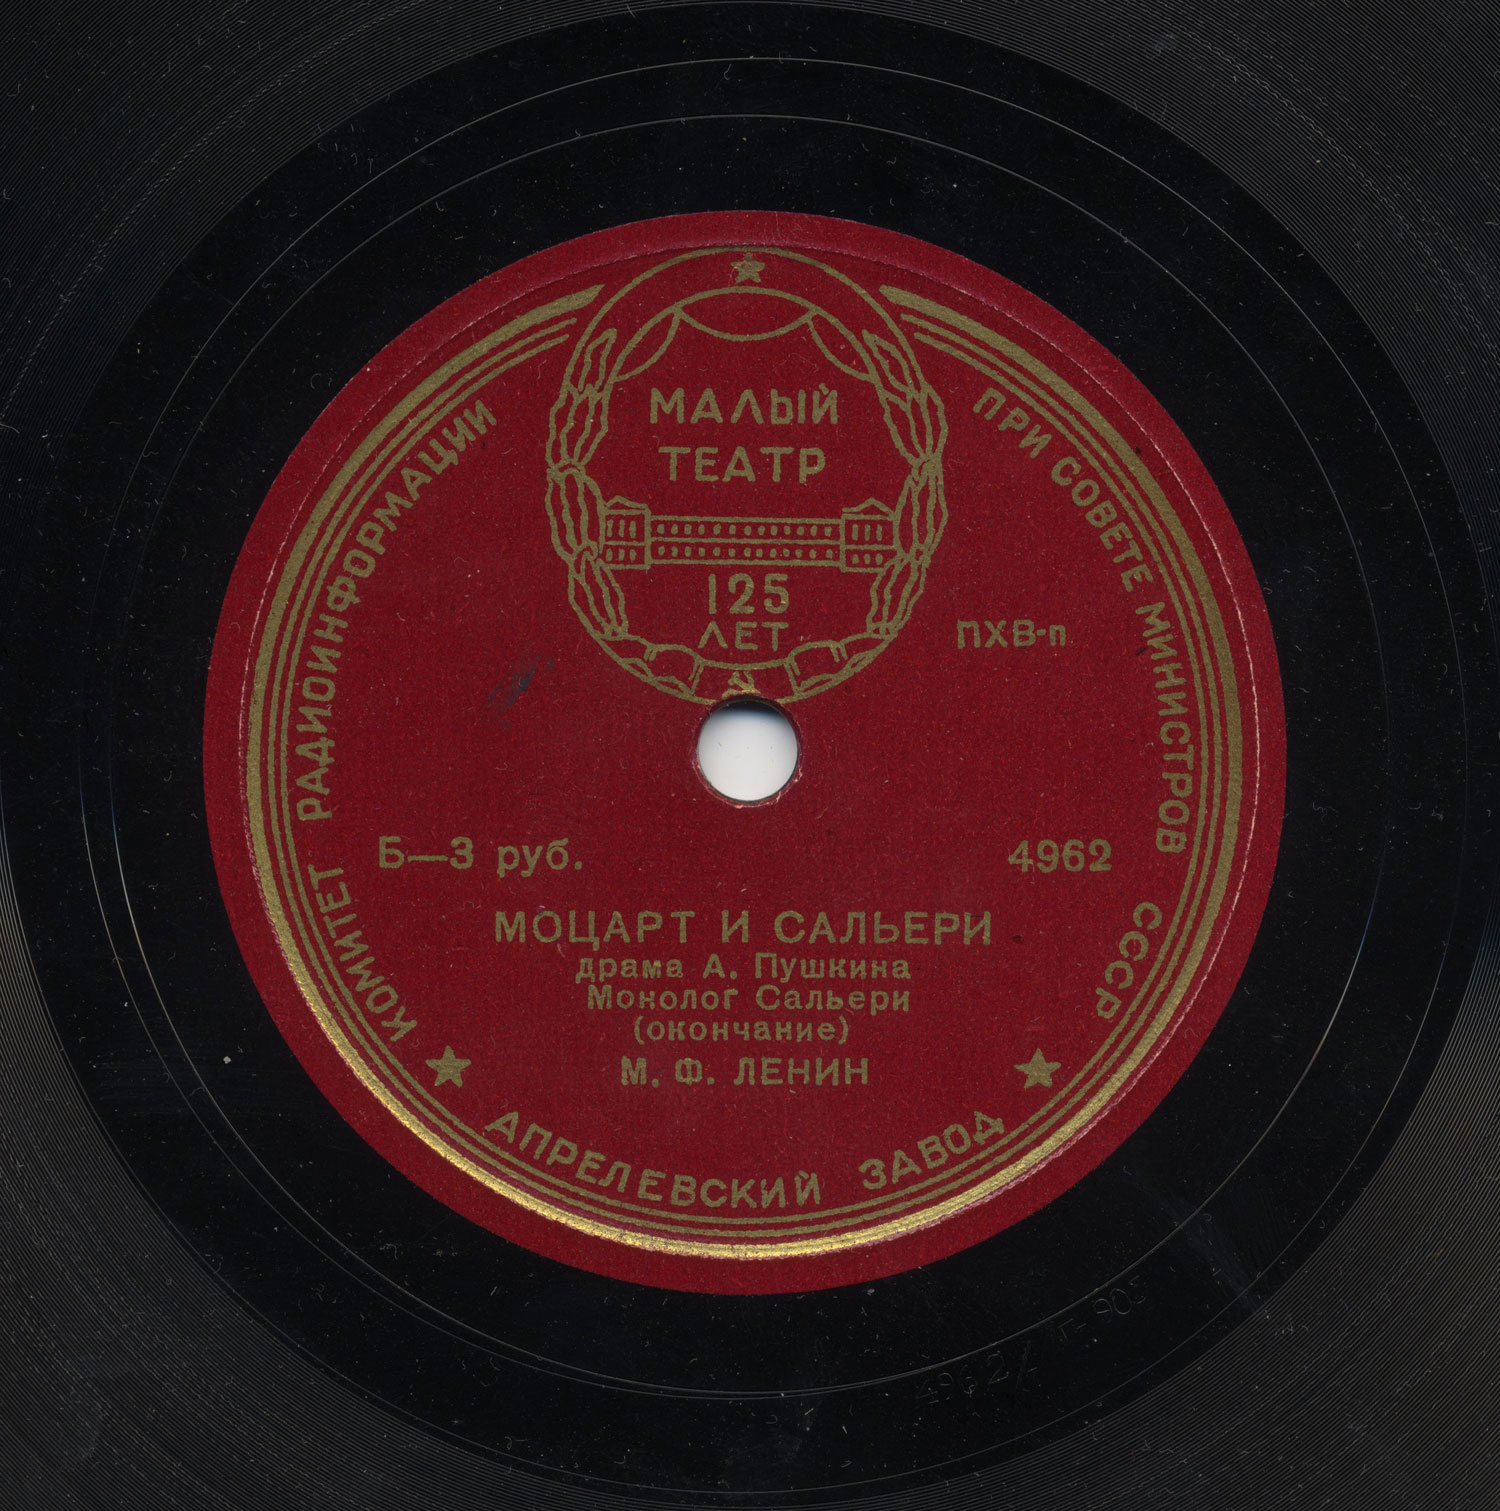 МАЛЫЙ
ТЕАТР
125
ЛЕТ
КОМИТЕТ РАДИОИНФОРМАЦИИ ПРИ СОВЕТЕ МИНИСТРОВ СССР
ПХВ-п
Б—3 руб.
4962
МОЦАРТ И САЛЬЕРИ
драма А. Пушкина
Монолог Сальери
(окончание)
М. Ф. ЛЕНИН
АПРЕЛЕВСКИЙ ЗАВОД